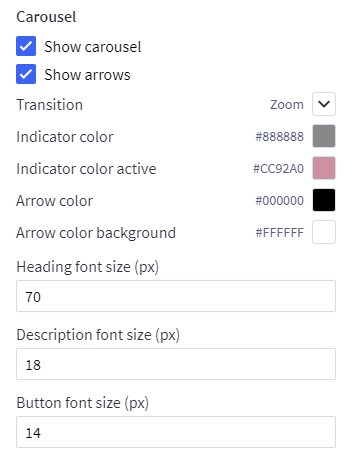 Carousel
Show carousel
Show arrows
Transition Zoom
Indicator color #888888
Indicator color active #CC92A0
Arrow color #000000
Arrow color background #FFFFFF
Heading font size (px)
70
Description font size (px)
18
Button font size (px)
14